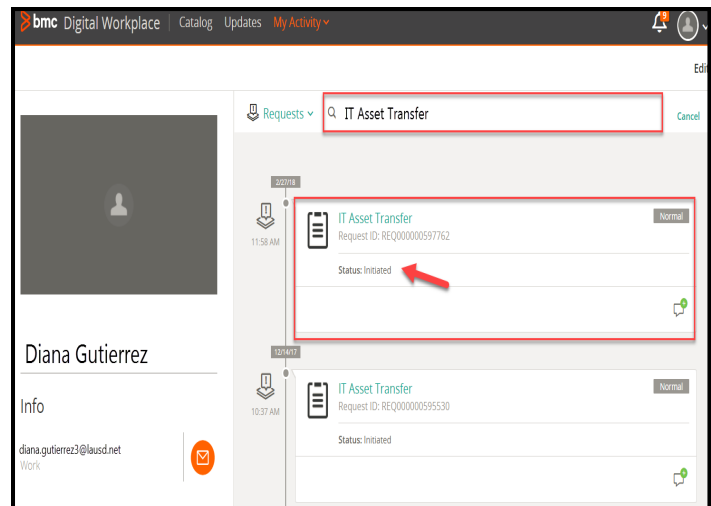 bmc Digital Workplace Catalog Updates My Activity
9
Edit
Requests
IT Asset Transfer
Cancel
2/27/18
11:58 AM
IT Asset Transfer
Normal
Request ID: REQ000000597762
Status: Initiated
Diana Gutierrez
Info
diana.gutierrez3@lausd.net
Work
12/14/17
10:37 AM
IT Asset Transfer
Normal
Request ID: REQ000000595530
Status: Initiated